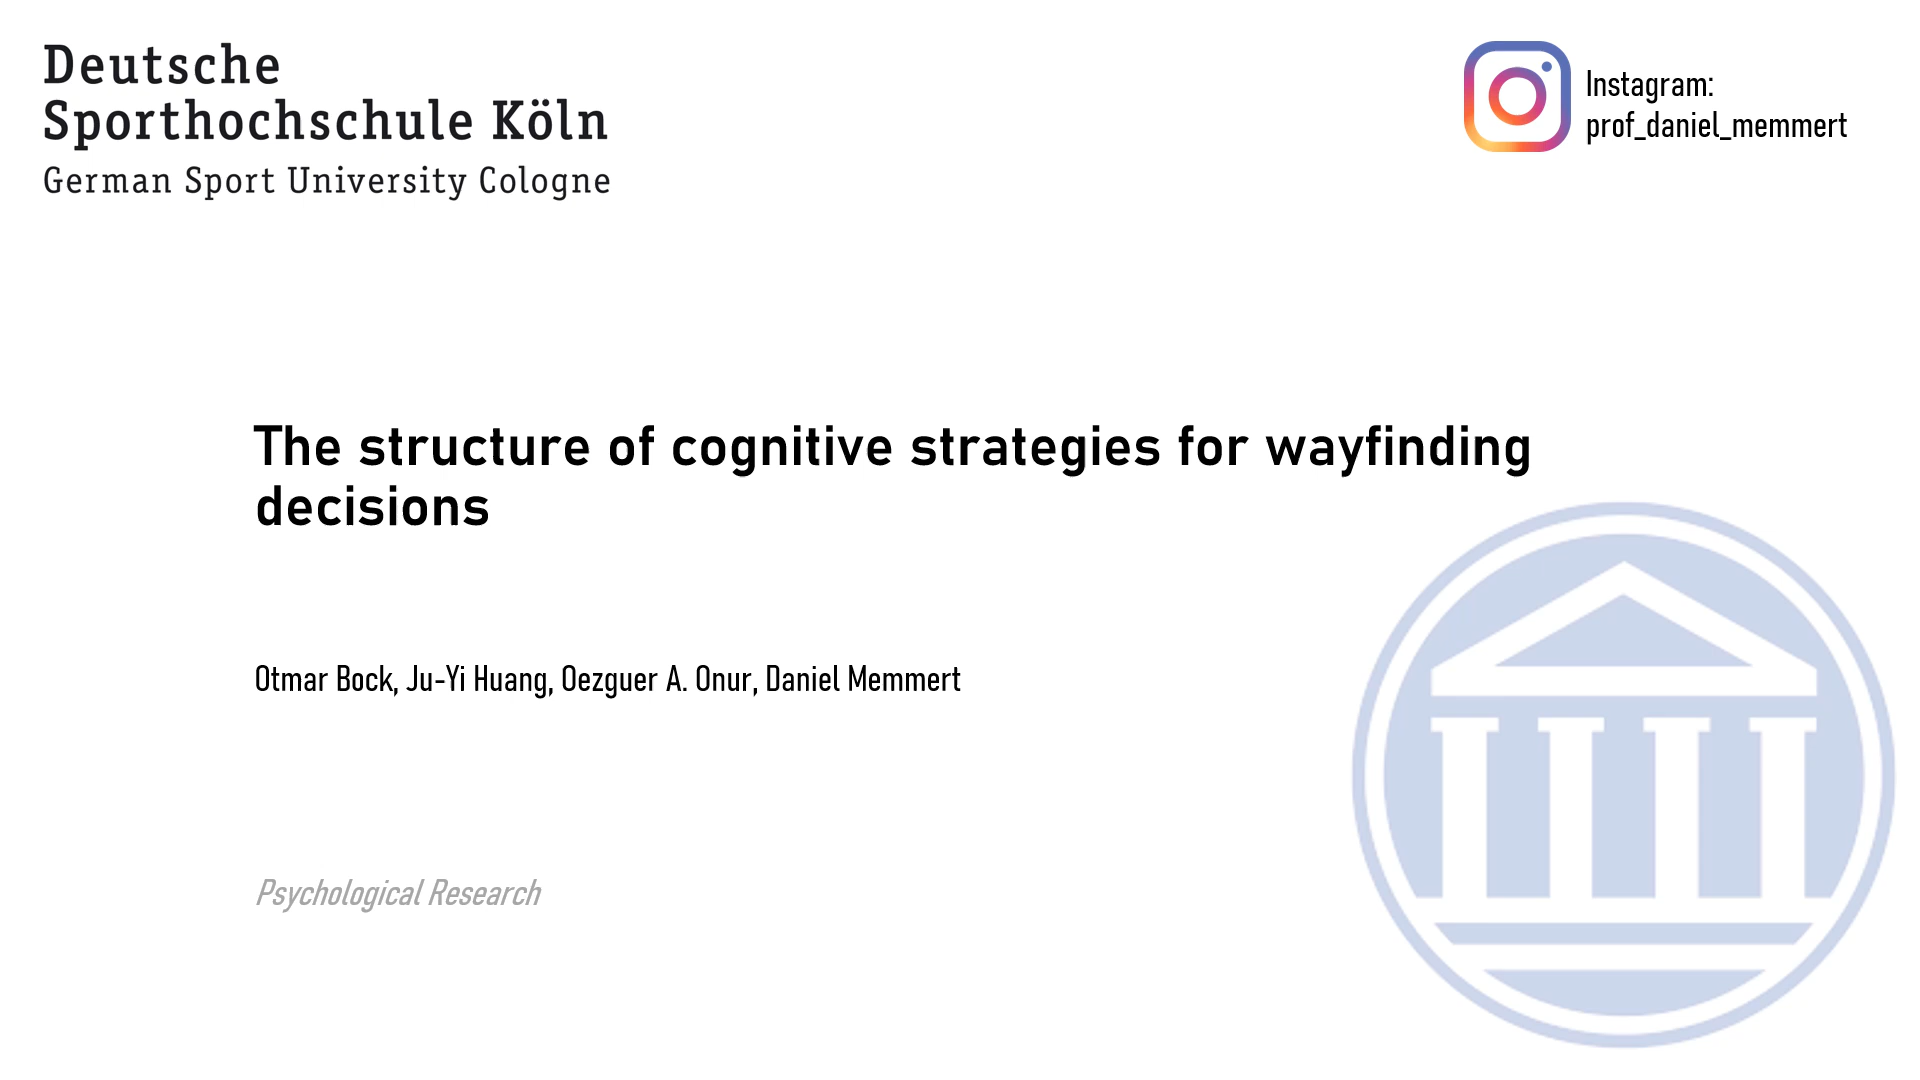 Deutsche
Sporthochschule Köln
German Sport University Cologne
Instagram:
prof_daniel_memmert
The structure of cognitive strategies for wayfinding
decisions
Otmar Bock, Ju-Yi Huang, Oezguer A. Onur, Daniel Memmert
Psychological Research